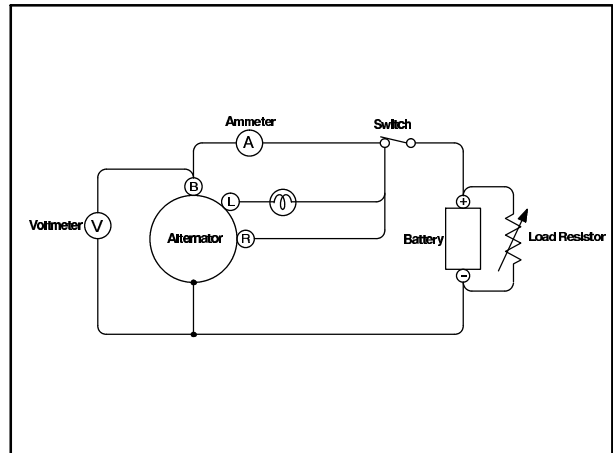 Ammeter
A
Switch
B
L
Voltmeter
V
Alternator
R
+
Battery
Load Resistor
−